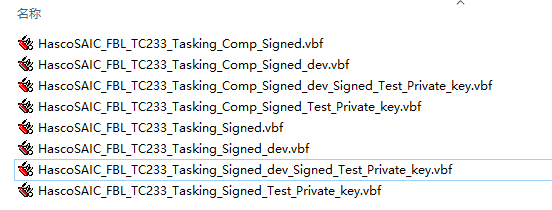 名称
HascoSAIC_FBL_TC233_Tasking_Comp_Signed.vbf
HascoSAIC_FBL_TC233_Tasking_Comp_Signed_dev.vbf
HascoSAIC_FBL_TC233_Tasking_Comp_Signed_dev_Signed_Test_Private_key.vbf
HascoSAIC_FBL_TC233_Tasking_Comp_Signed_Test_Private_key.vbf
HascoSAIC_FBL_TC233_Tasking_Signed.vbf
HascoSAIC_FBL_TC233_Tasking_Signed_dev.vbf
HascoSAIC_FBL_TC233_Tasking_Signed_dev_Signed_Test_Private_key.vbf
HascoSAIC_FBL_TC233_Tasking_Signed_Test_Private_key.vbf